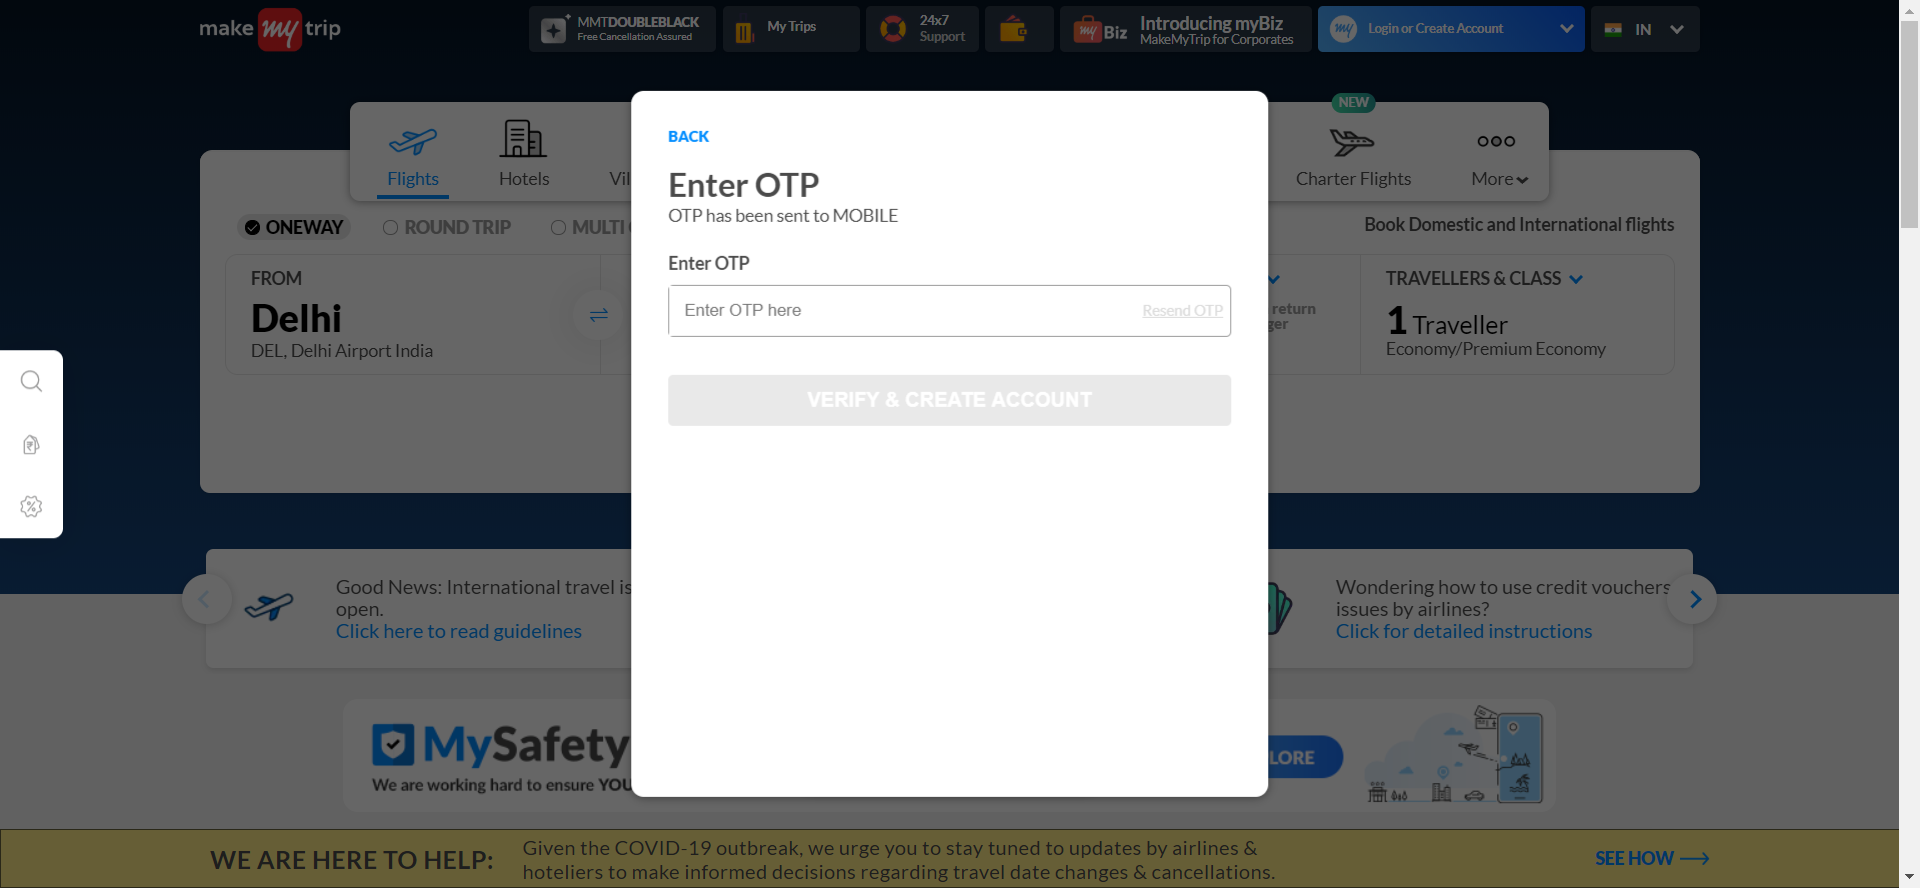 make my trip
MMTDOUBLEBLACK
Free Cancellation Assured
My Trips
24x7
Support
my Biz
Introducing myBiz
MakeMyTrip for Corporates
my
Login or Create Account
IN
NEW
Flights
Hotels
Charter Flights
More
ONEWAY
ROUND TRIP
MULTI
Book Domestic and International flights
FROM
Delhi
DEL, Delhi Airport India
return
TRAVELLERS & CLASS
1 Traveller
Economy/Premium Economy
BACK
Enter OTP
OTP has been sent to MOBILE
Enter OTP
Enter OTP here
Resend OTP
VERIFY & CREATE ACCOUNT
Good News: International travel is
open.
Click here to read guidelines
Wondering how to use credit vouchers
issues by airlines?
Click for detailed instructions
MySafety
We are working hard to ensure YOU
LORE
WE ARE HERE TO HELP:
Given the COVID-19 outbreak, we urge you to stay tuned to updates by airlines &
hoteliers to make informed decisions regarding travel date changes & cancellations.
SEE HOW